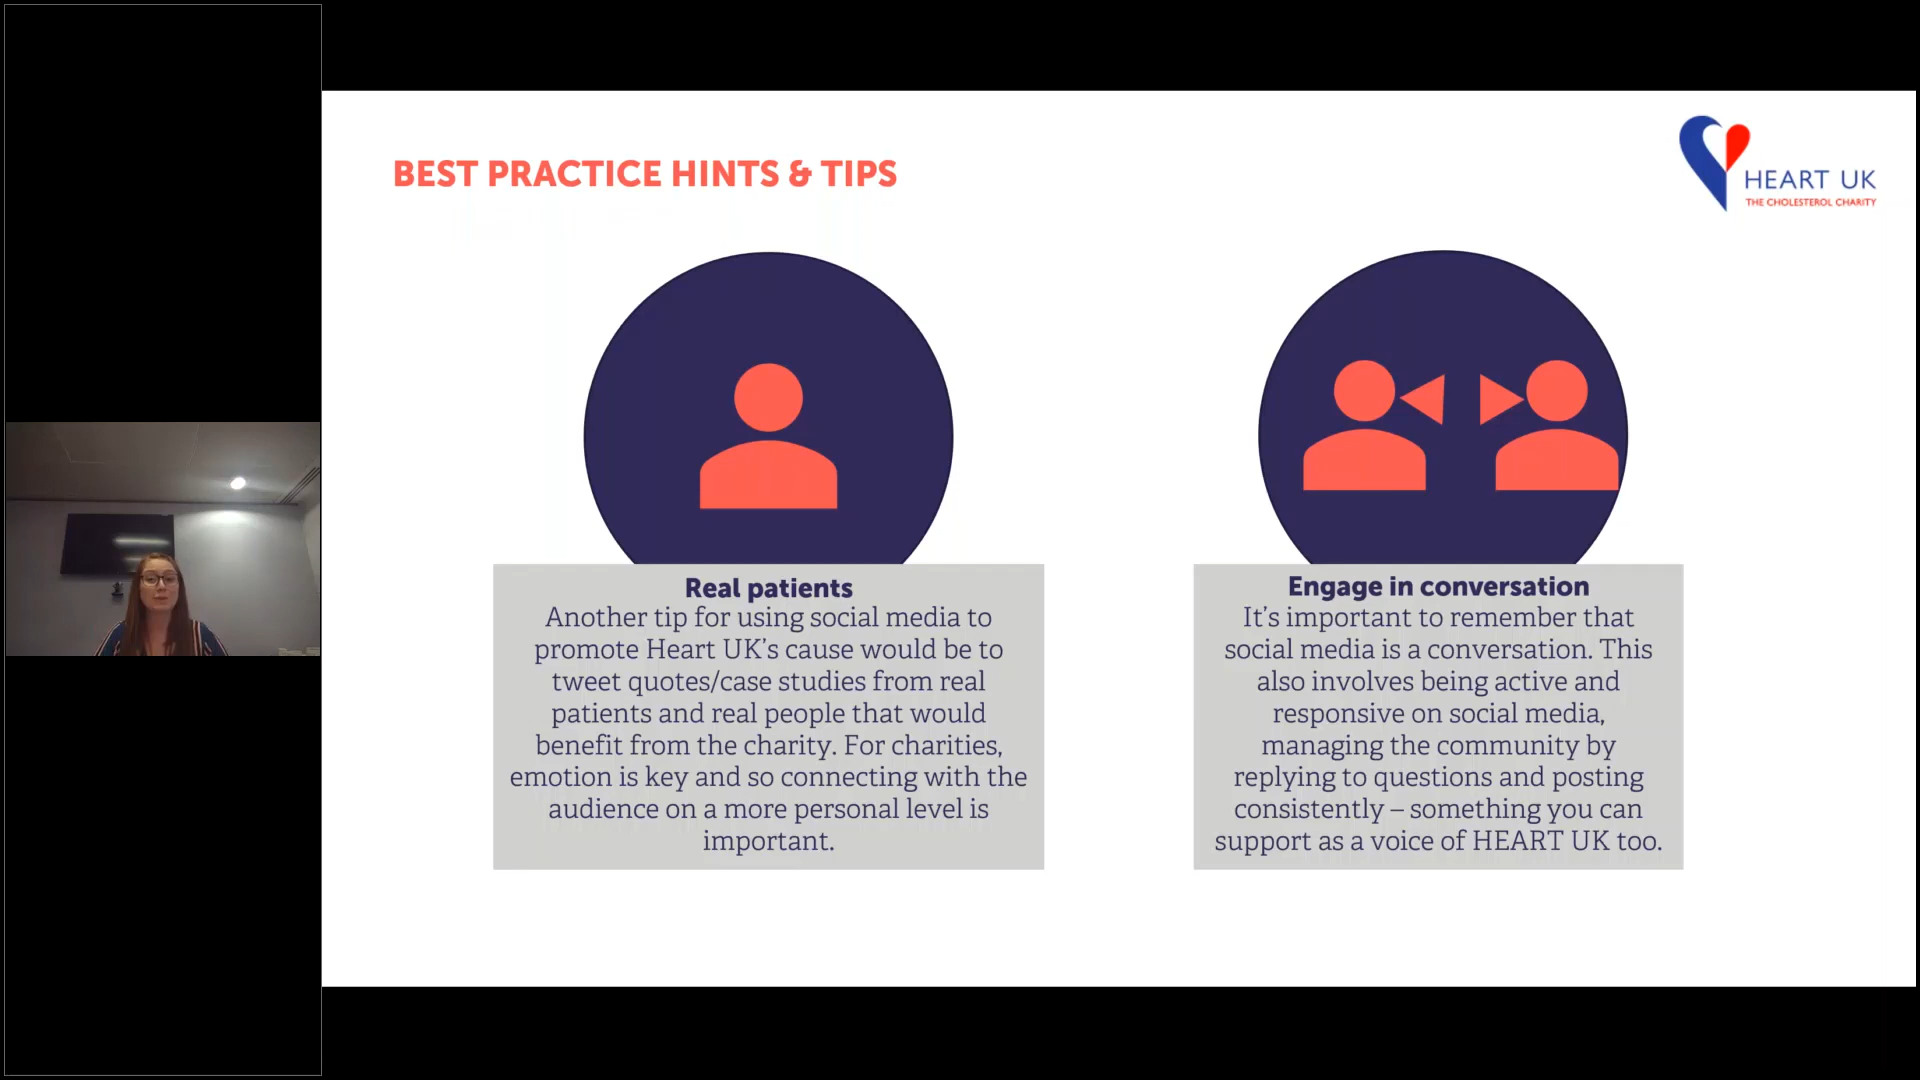 BEST PRACTICE HINTS & TIPS
HEART UK
THE CHOLESTEROL CHARITY
Real patients
Another tip for using social media to
promote Heart UK’s cause would be to
tweet quotes/case studies from real
patients and real people that would
benefit from the charity. For charities,
emotion is key and so connecting with the
audience on a more personal level is
important.
Engage in conversation
It’s important to remember that
social media is a conversation. This
also involves being active and
responsive on social media,
managing the community by
replying to questions and posting
consistently – something you can
support as a voice of HEART UK too.